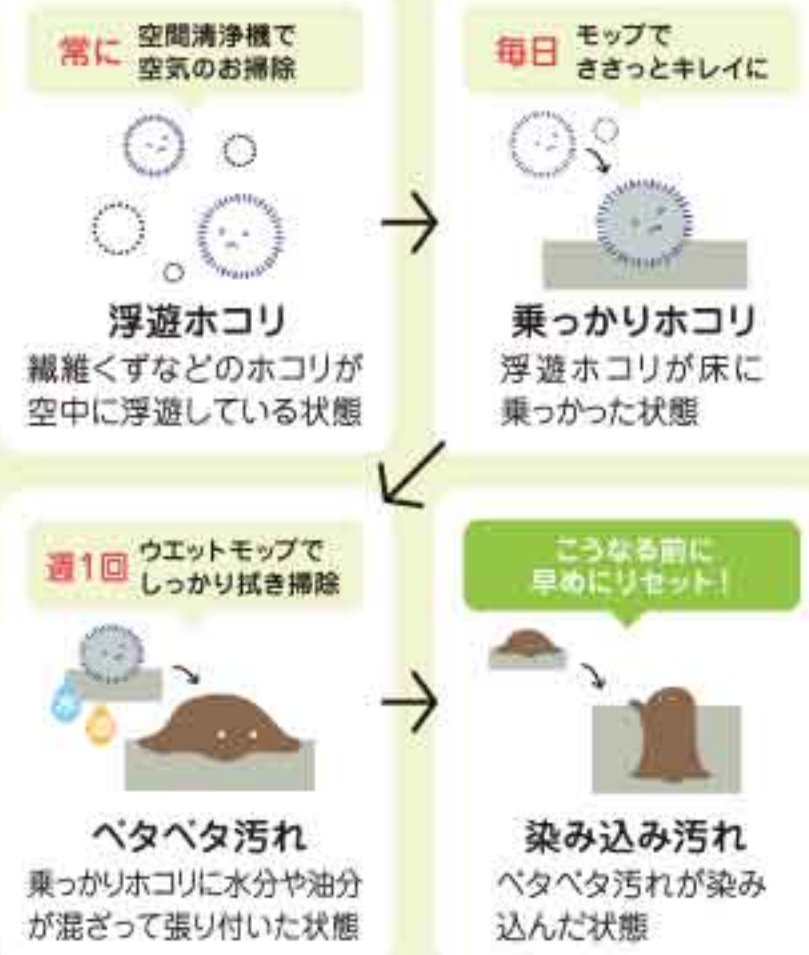 常に 空間清浄機で
空気のお掃除
浮遊ホコリ
繊維くずなどのホコリが
空中に浮遊している状態
毎日 モップで
ささっとキレイに
乗っかりホコリ
浮遊ホコリが床に
乗っかった状態
週1回 ウエットモップで
しっかり拭き掃除
ベタベタ汚れ
乗っかりホコリに水分や油分
が混ざって張り付いた状態
こうなる前に
早めにリセット!
染み込み汚れ
ベタベタ汚れが染み
込んだ状態